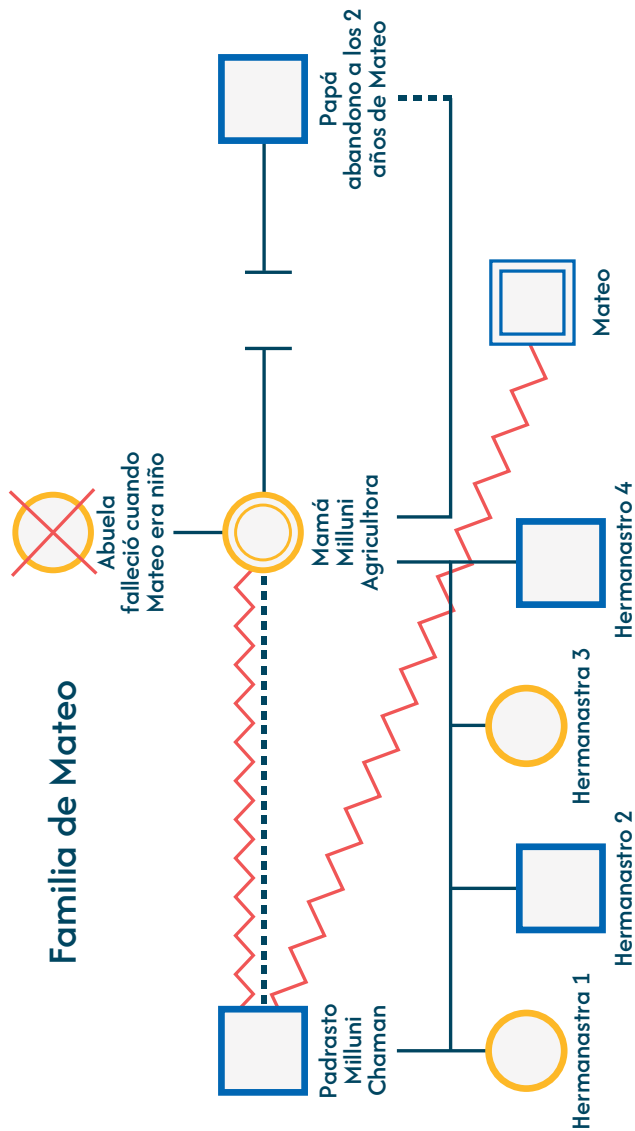 Familia de Mateo
Abuela
falleció cuando
Mateo era niño
Padrasto
Milluni
Chaman
Mamá
Milluni
Agricultora
Papá
abandono a los 2
años de Mateo
Hermanastra 1
Hermanastro 2
Hermanastra 3
Hermanastro 4
Mateo